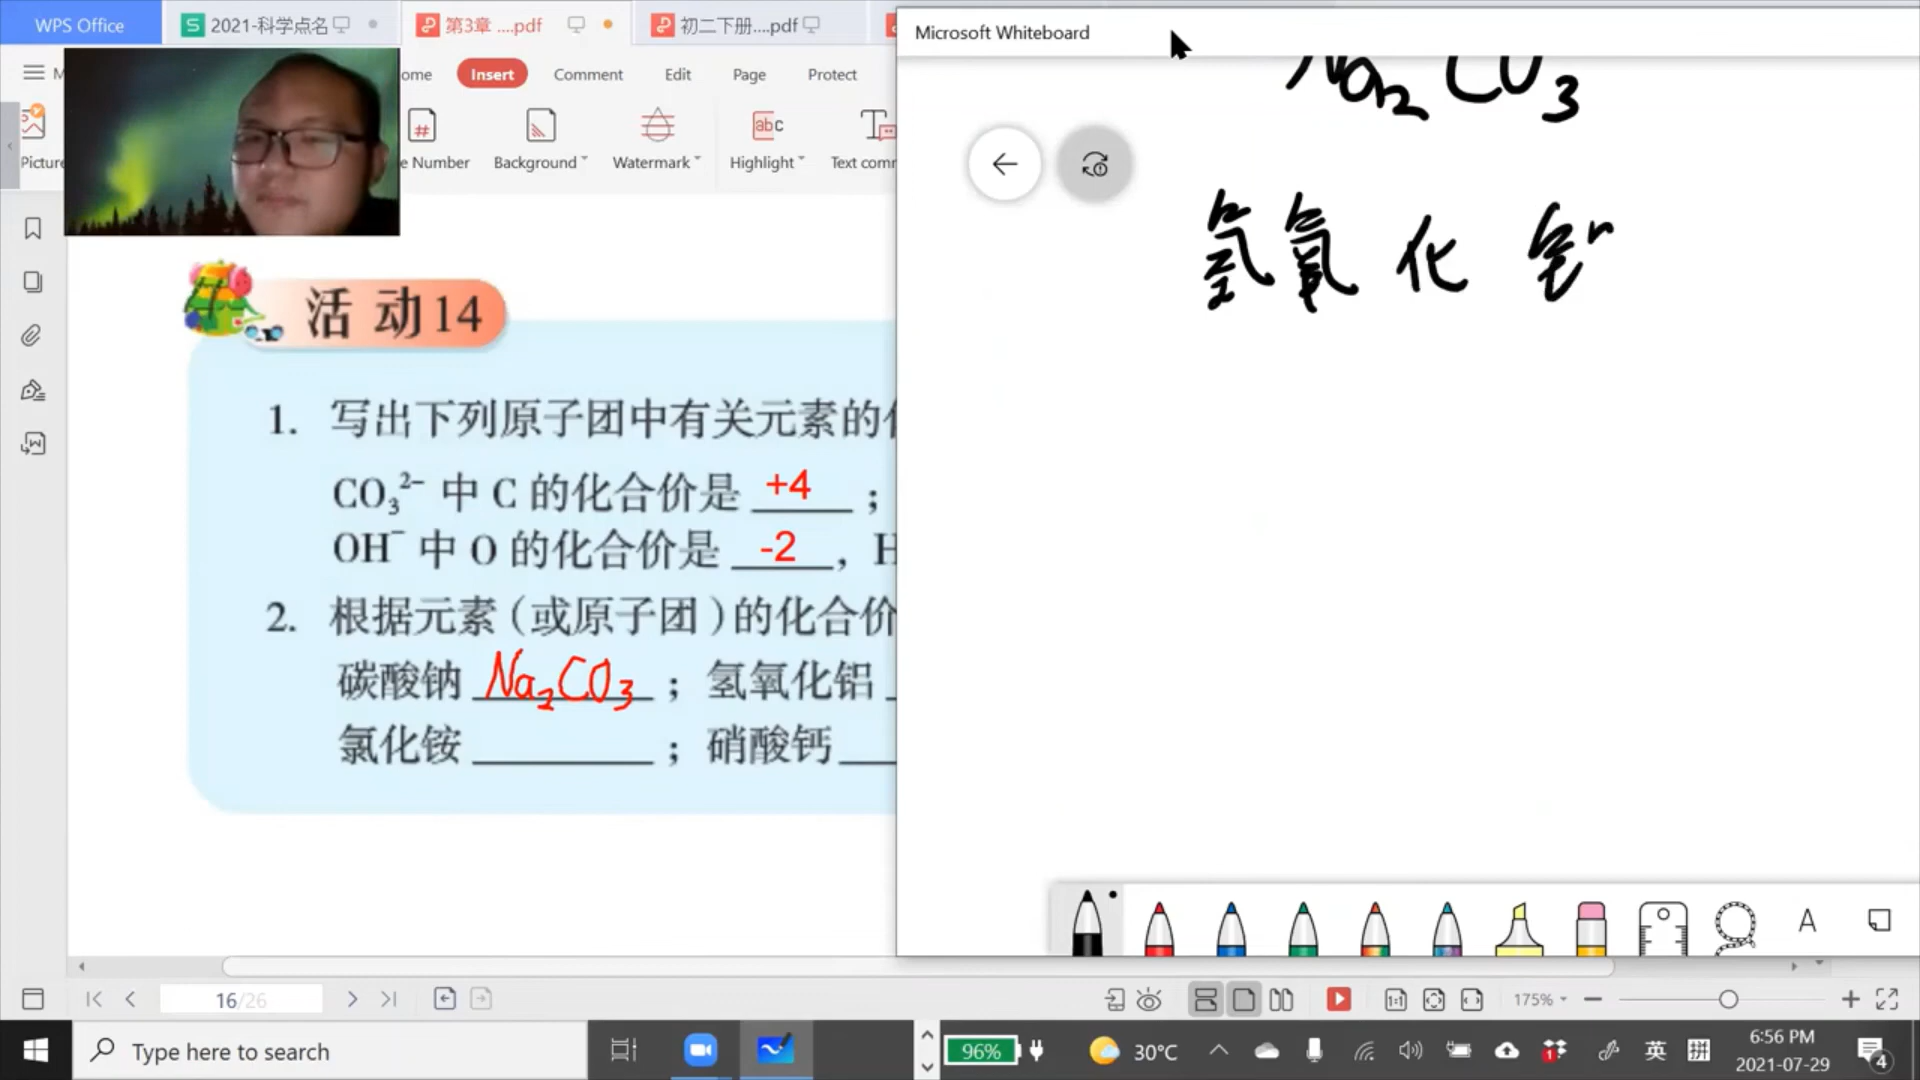 WPS Office
2021-科学点名
第3章 ....pdf
初二下册....pdf
Microsoft Whiteboard
M
ome
Insert
Comment
Edit
Page
Protect
Picture
e Number
Background
Watermark
Highlight
Text com
Na2CO3
氢氧化
活动14
1. 写出下列原子团中有关元素的
CO₃²⁻ 中 C 的化合价是 +4 ;
OH⁻ 中 O 的化合价是 -2 , H
2. 根据元素(或原子团)的化合价
碳酸钠 Na2CO3 ; 氢氧化铝
氯化铵 ; 硝酸钙
A
16/26
175%
Type here to search
96%
30°C
英
拼
6:56 PM
2021-07-29
4